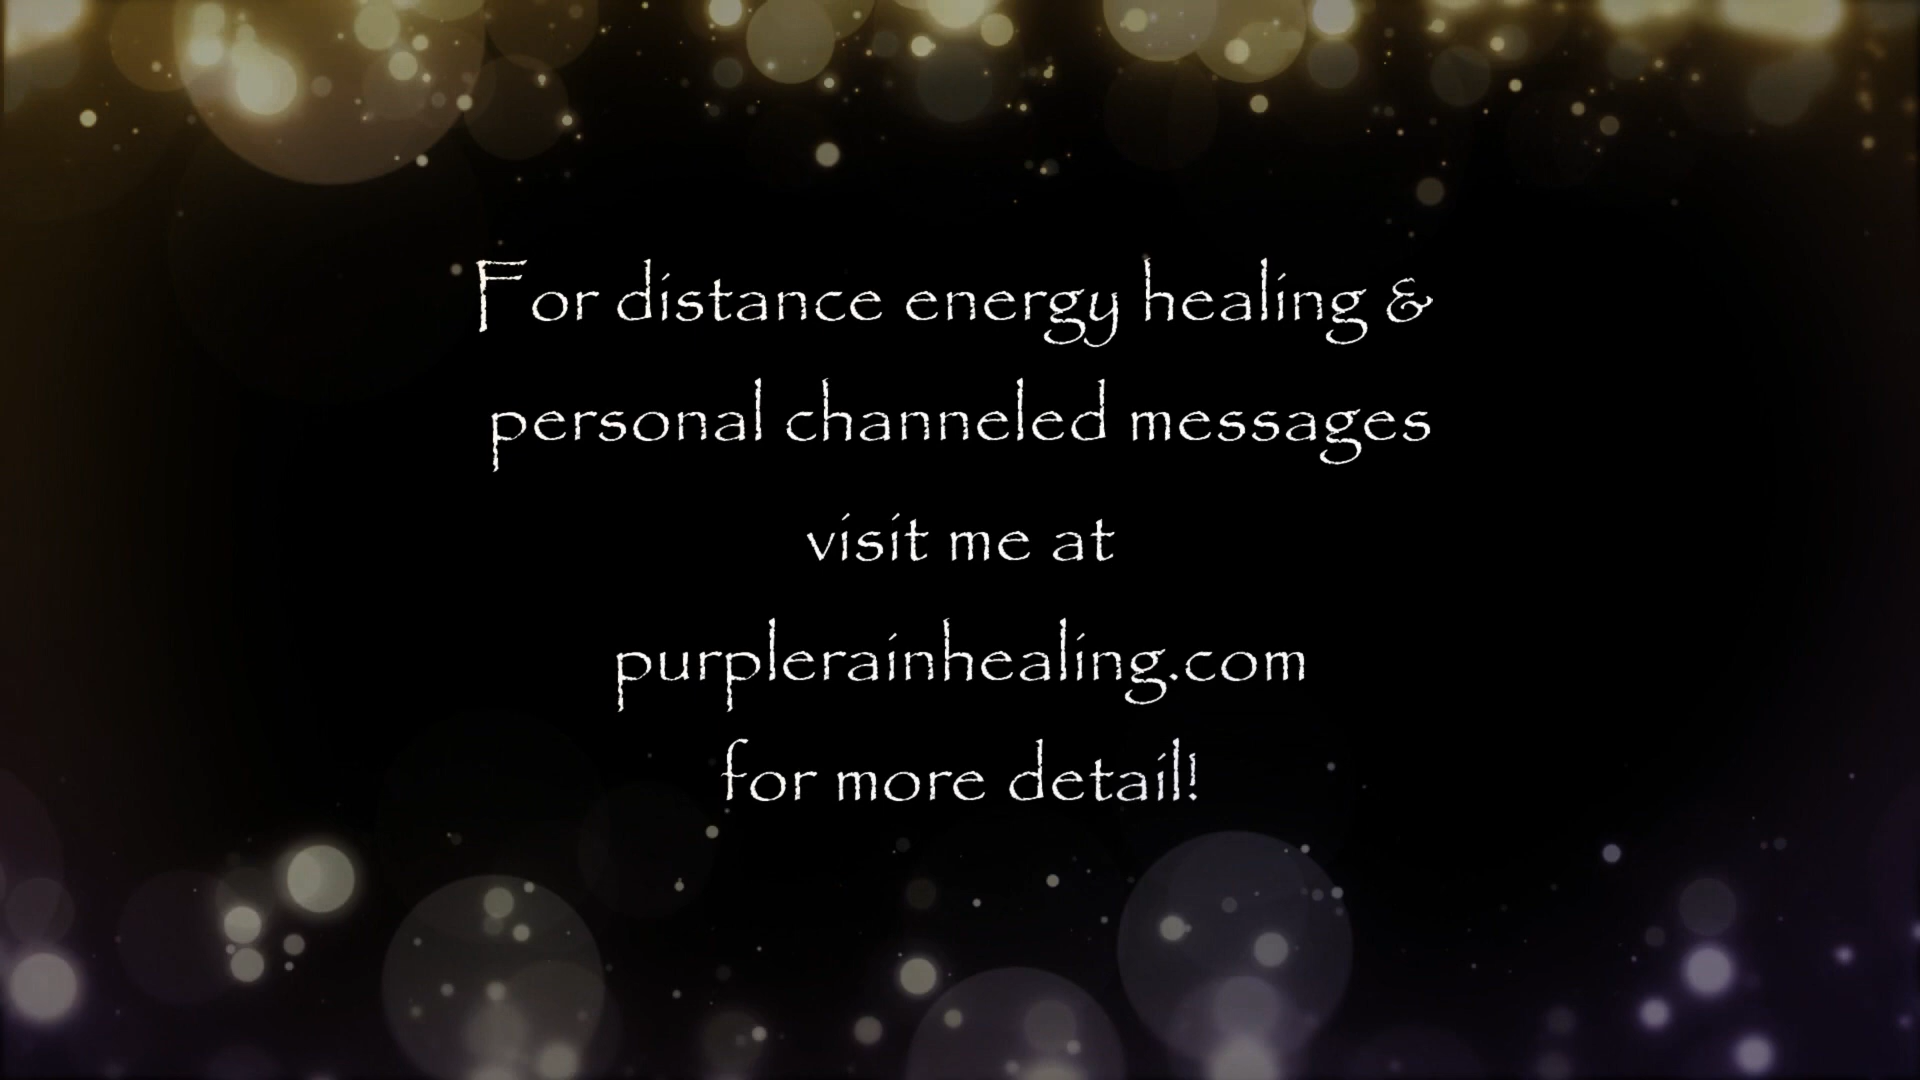 For distance energy healing &
personal channeled messages
visit me at
purplerainhealing.com
for more detail!